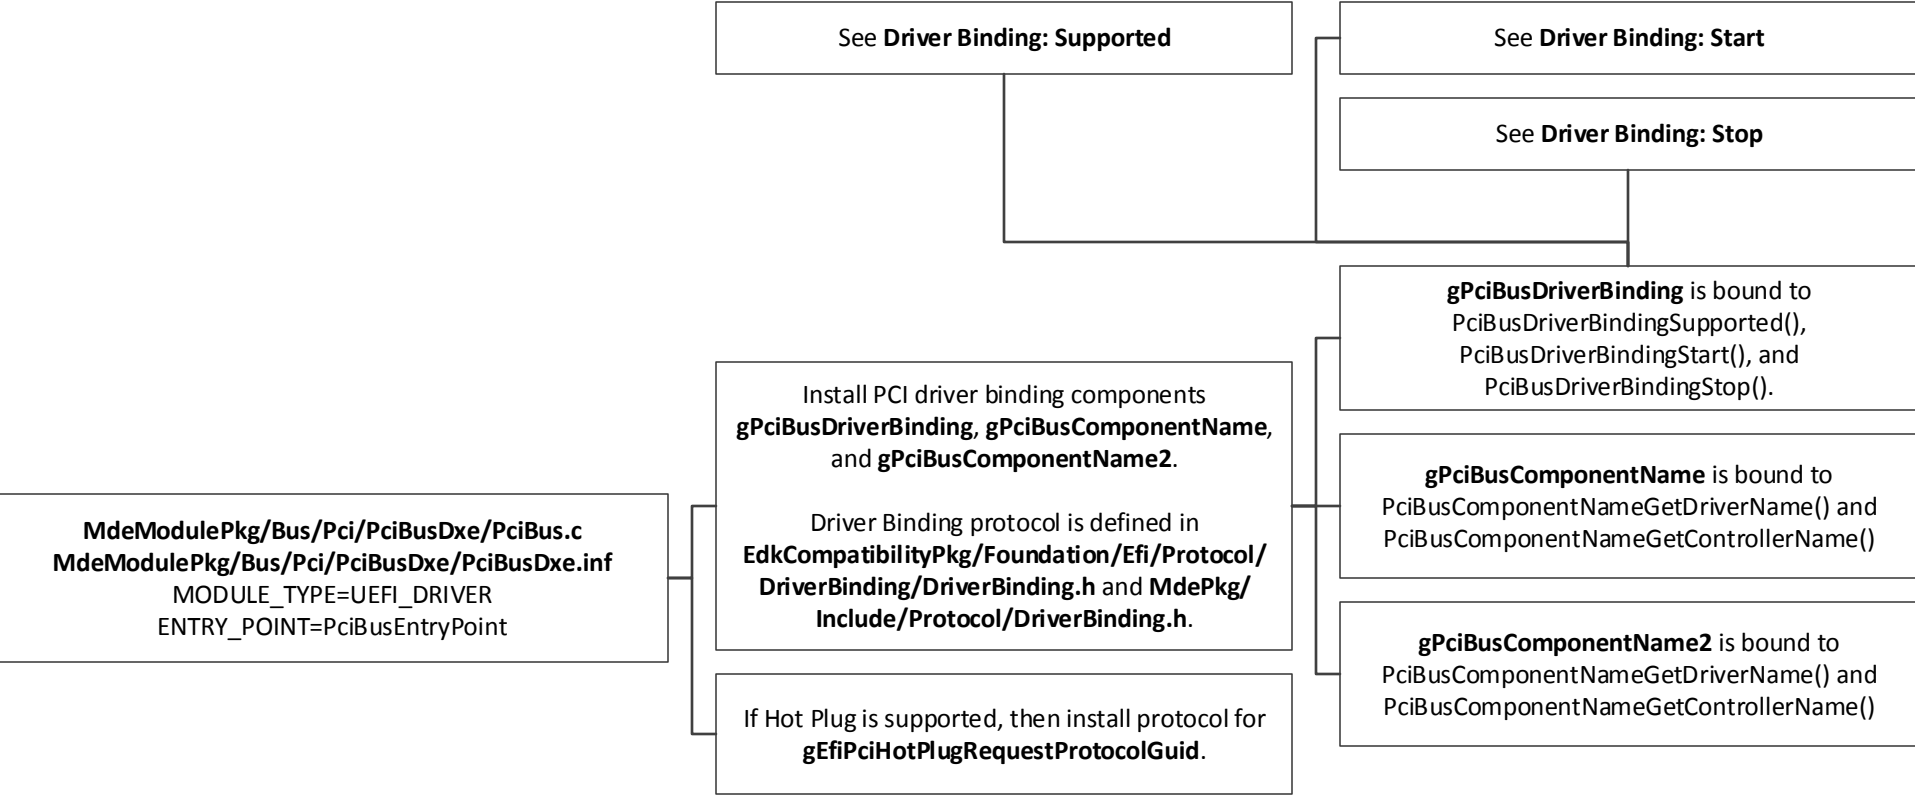 See Driver Binding: Supported
See Driver Binding: Start
See Driver Binding: Stop
gPciBusDriverBinding is bound to
PciBusDriverBindingSupported(),
PciBusDriverBindingStart(), and
PciBusDriverBindingStop().
Install PCI driver binding components
gPciBusDriverBinding, gPciBusComponentName,
and gPciBusComponentName2.
Driver Binding protocol is defined in
EdkCompatibilityPkg/Foundation/Efi/Protocol/
DriverBinding/DriverBinding.h and MdePkg/
Include/Protocol/DriverBinding.h.
gPciBusComponentName is bound to
PciBusComponentNameGetDriverName() and
PciBusComponentNameGetControllerName()
MdeModulePkg/Bus/Pci/PciBusDxe/PciBus.c
MdeModulePkg/Bus/Pci/PciBusDxe/PciBusDxe.inf
MODULE_TYPE=UEFI_DRIVER
ENTRY_POINT=PciBusEntryPoint
gPciBusComponentName2 is bound to
PciBusComponentNameGetDriverName() and
PciBusComponentNameGetControllerName()
If Hot Plug is supported, then install protocol for
gEfiPciHotPlugRequestProtocolGuid.